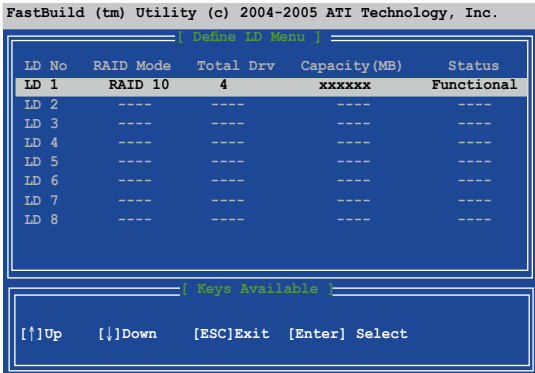 FastBuild (tm) Utility (c) 2004-2005 ATI Technology, Inc.
[ Define LD Menu ]
LD No RAID Mode Total Drv Capacity(MB) Status
LD 1 RAID 10 4 xxxxxx Functional
LD 2 ---- ---- ---- ----
LD 3 ---- ---- ---- ----
LD 4 ---- ---- ---- ----
LD 5 ---- ---- ---- ----
LD 6 ---- ---- ---- ----
LD 7 ---- ---- ---- ----
LD 8 ---- ---- ---- ----
[ Keys Available ]
[↑]Up [↓]Down [ESC]Exit [Enter] Select